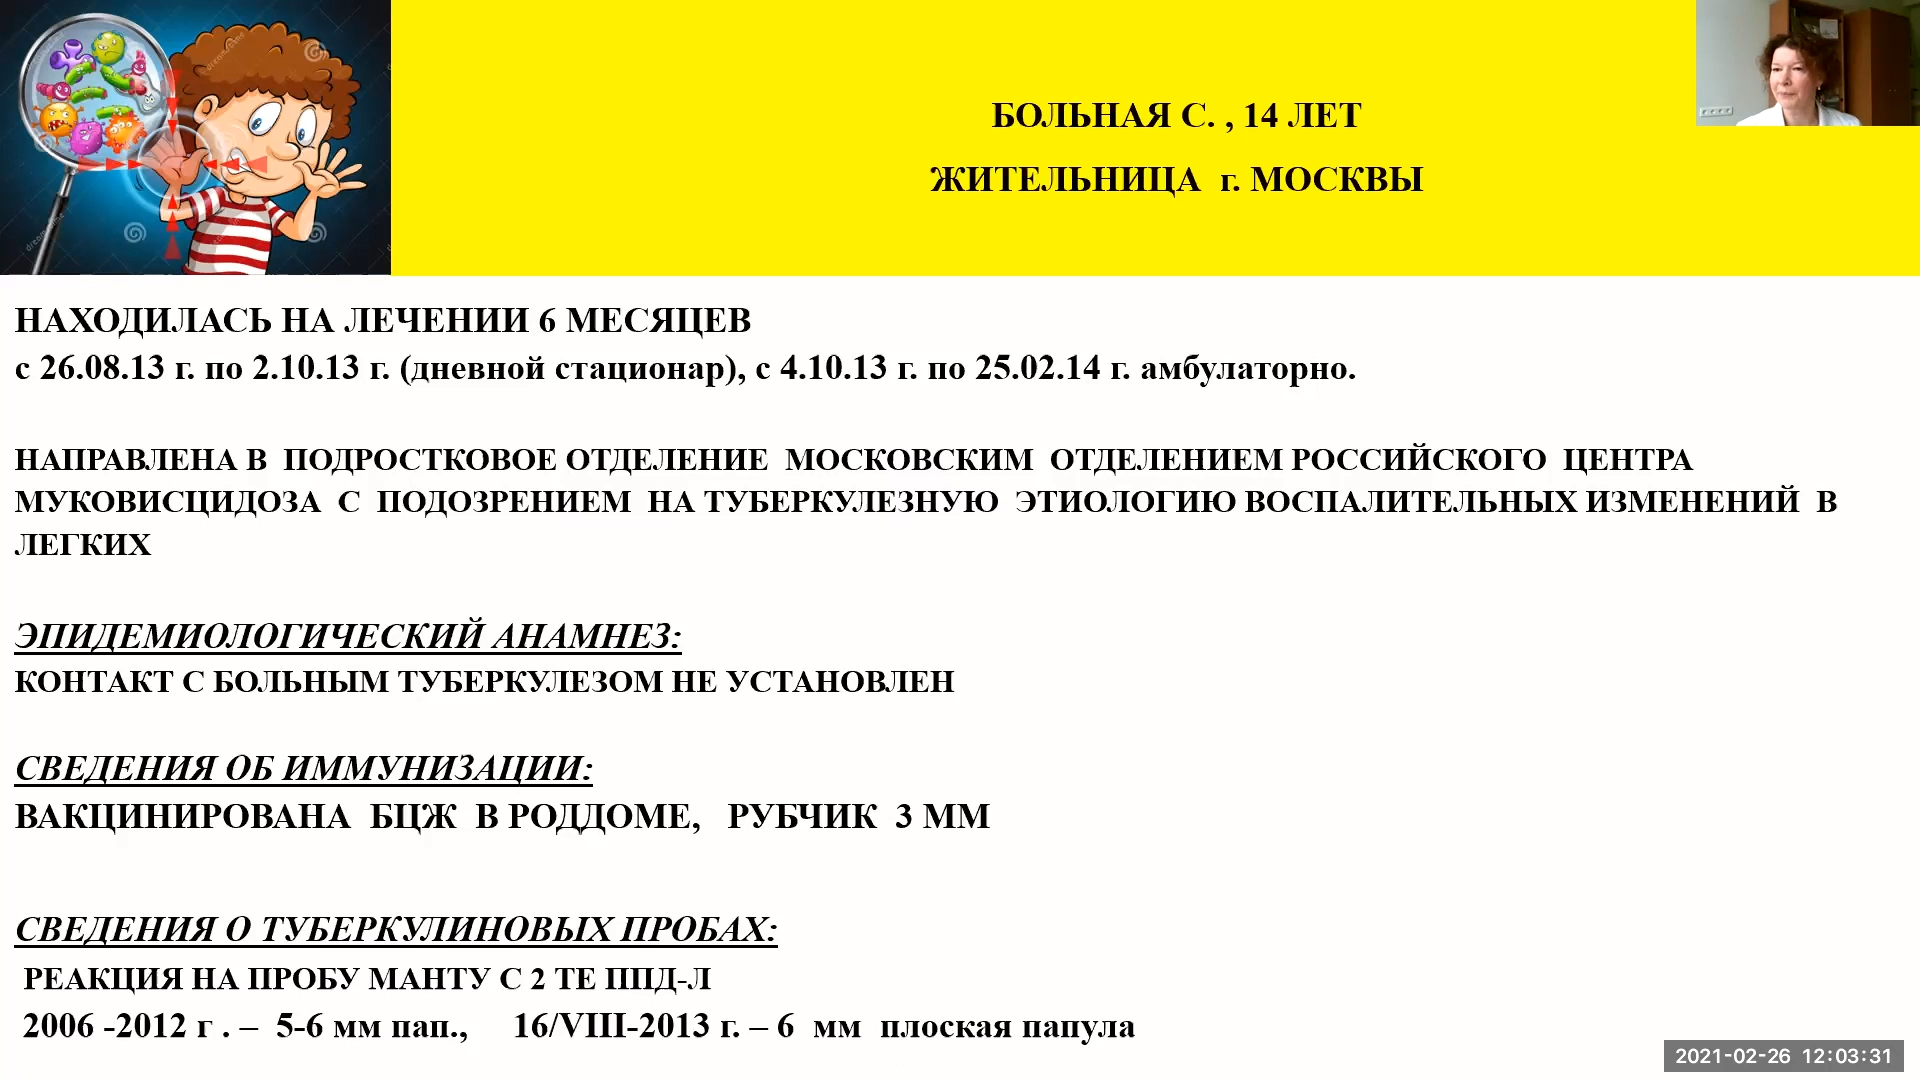 БОЛЬНАЯ С. , 14 ЛЕТ
ЖИТЕЛЬНИЦА г. МОСКВЫ
НАХОДИЛАСЬ НА ЛЕЧЕНИИ 6 МЕСЯЦЕВ
с 26.08.13 г. по 2.10.13 г. (дневной стационар), с 4.10.13 г. по 25.02.14 г. амбулаторно.
НАПРАВЛЕНА В ПОДРОСТКОВОЕ ОТДЕЛЕНИЕ МОСКОВСКИМ ОТДЕЛЕНИЕМ РОССИЙСКОГО ЦЕНТРА
МУКОВИСЦИДОЗА С ПОДОЗРЕНИЕМ НА ТУБЕРКУЛЕЗНУЮ ЭТИОЛОГИЮ ВОСПАЛИТЕЛЬНЫХ ИЗМЕНЕНИЙ В
ЛЕГКИХ
ЭПИДЕМИОЛОГИЧЕСКИЙ АНАМНЕЗ:
КОНТАКТ С БОЛЬНЫМ ТУБЕРКУЛЕЗОМ НЕ УСТАНОВЛЕН
СВЕДЕНИЯ ОБ ИММУНИЗАЦИИ:
ВАКЦИНИРОВАНА БЦЖ В РОДДОМЕ, РУБЧИК 3 ММ
СВЕДЕНИЯ О ТУБЕРКУЛИНОВЫХ ПРОБАХ:
РЕАКЦИЯ НА ПРОБУ МАНТУ С 2 ТЕ ППД-Л
2006 -2012 г . – 5-6 мм пап., 16/VIII-2013 г. – 6 мм плоская папула
2021-02-26 12:03:31